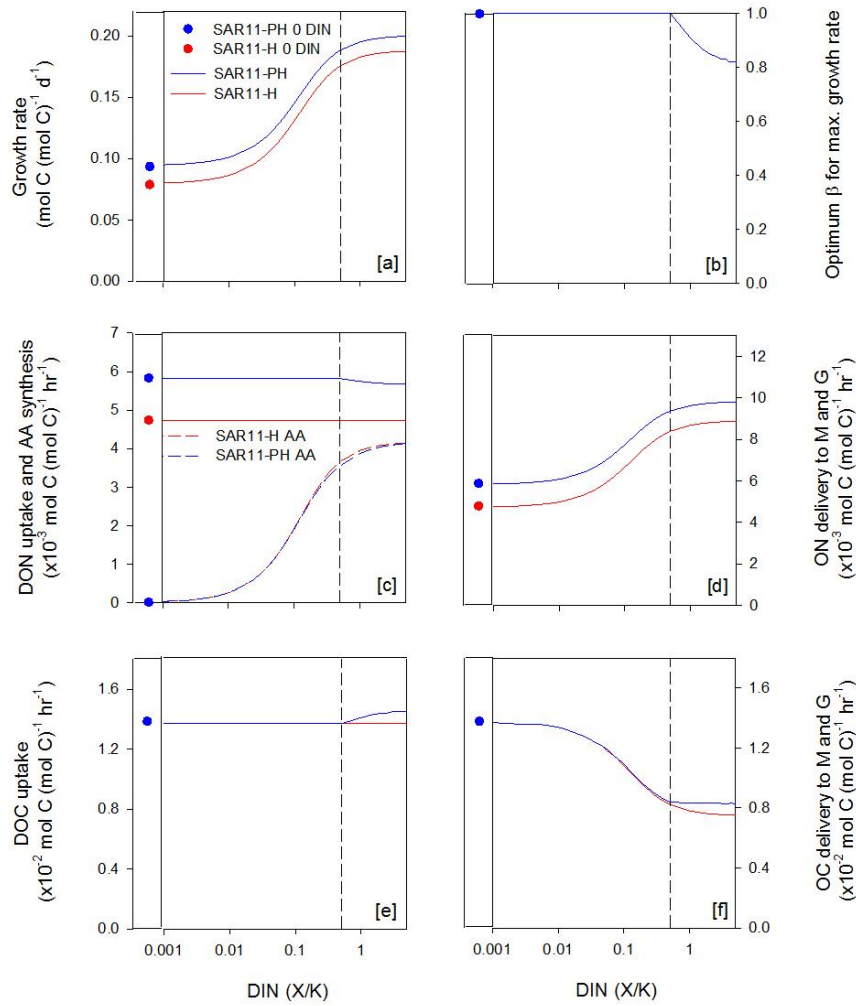 SAR11-PH 0 DIN
SAR11-H 0 DIN
SAR11-PH
SAR11-H
0.20
0.15
0.10
0.05
0.00
Growth rate
(mol C (mol C)⁻¹ d⁻¹
[a]
1.0
0.8
0.6
0.4
0.2
0.0
Optimum β for max. growth rate
[b]
7
6
5
4
3
2
1
0
DON uptake and AA synthesis
(x10⁻³ mol C (mol C)⁻¹ hr⁻¹)
SAR11-H AA
SAR11-PH AA
[c]
12
10
8
6
4
2
0
ON delivery to M and G
(x10⁻³ mol C (mol C)⁻¹ hr⁻¹)
[d]
1.6
1.2
0.8
0.4
0.0
DOC uptake
(x10⁻² mol C (mol C)⁻¹ hr⁻¹)
[e]
0.001
0.01
0.1
1
DIN (X/K)
1.6
1.2
0.8
0.4
0.0
OC delivery to M and G
(x10⁻² mol C (mol C)⁻¹ hr⁻¹)
[f]
0.001
0.01
0.1
1
DIN (X/K)